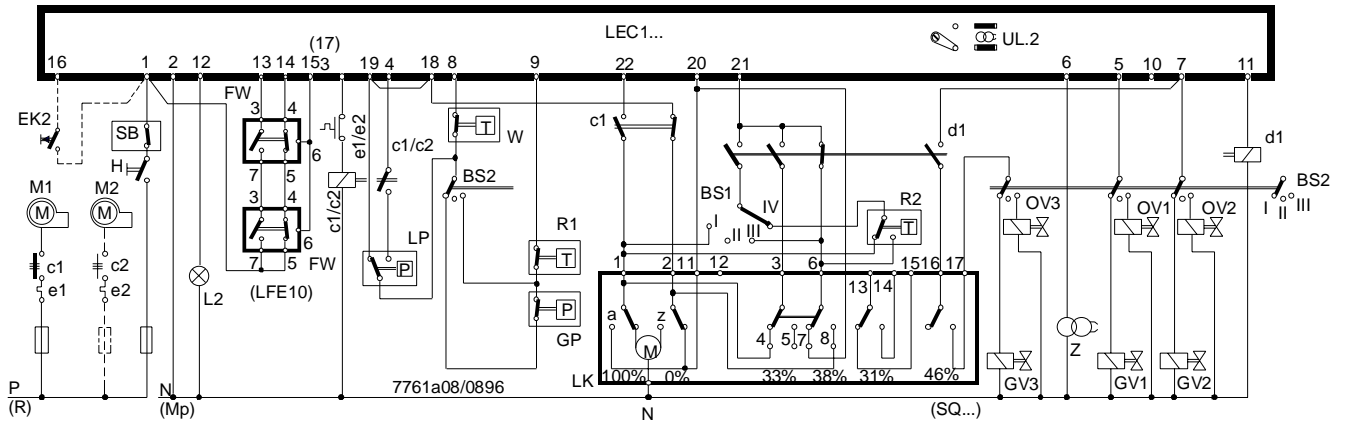 LEC1...
UL.2
(17)
16 1 2 12 13 14 15 3 19 4 18 8 9 22 20 21 6 5 10 7 11
FW
3 4
EK2
SB
H
6
7 5
M1 M2
M M
3 4
6
7 5
FW
(LFE10)
c1 c2
e1 e2
L2
e1/e2
c1/c2
c1/c2
LP
P
T
W
BS2
R1
T
P
GP
c1
d1
d1
BS1
IV
I
II
III
R2
T
BS2
I II III
OV3
OV1
OV2
1 2 11 12 3 6 13 14 15 16 17
a z
M
4 5 7 8
100% 0% 33% 38% 31% 46%
LK
Z
GV3
GV1
GV2
P
(R)
N
(Mp)
7761a08/0896
N
(SQ...)